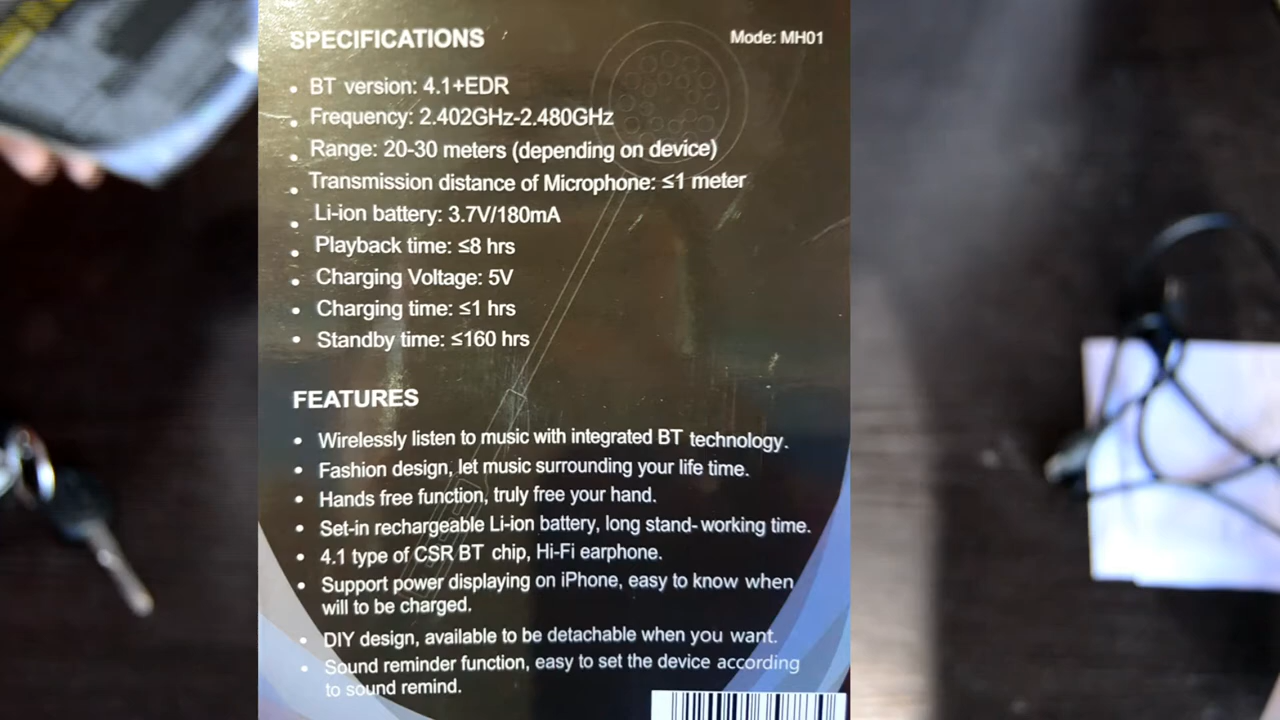 SPECIFICATIONS
Mode: MH01
• BT version: 4.1+EDR
• Frequency: 2.402GHz-2.480GHz
• Range: 20-30 meters (depending on device)
• Transmission distance of Microphone: ≤1 meter
• Li-ion battery: 3.7V/180mA
• Playback time: ≤8 hrs
• Charging Voltage: 5V
• Charging time: ≤1 hrs
• Standby time: ≤160 hrs
FEATURES
• Wirelessly listen to music with integrated BT technology.
• Fashion design, let music surrounding your life time.
• Hands free function, truly free your hand.
• Set-in rechargeable Li-ion battery, long stand-working time.
• 4.1 type of CSR BT chip, Hi-Fi earphone.
• Support power displaying on iPhone, easy to know when
will to be charged.
• DIY design, available to be detachable when you want.
• Sound reminder function, easy to set the device according
to sound remind.